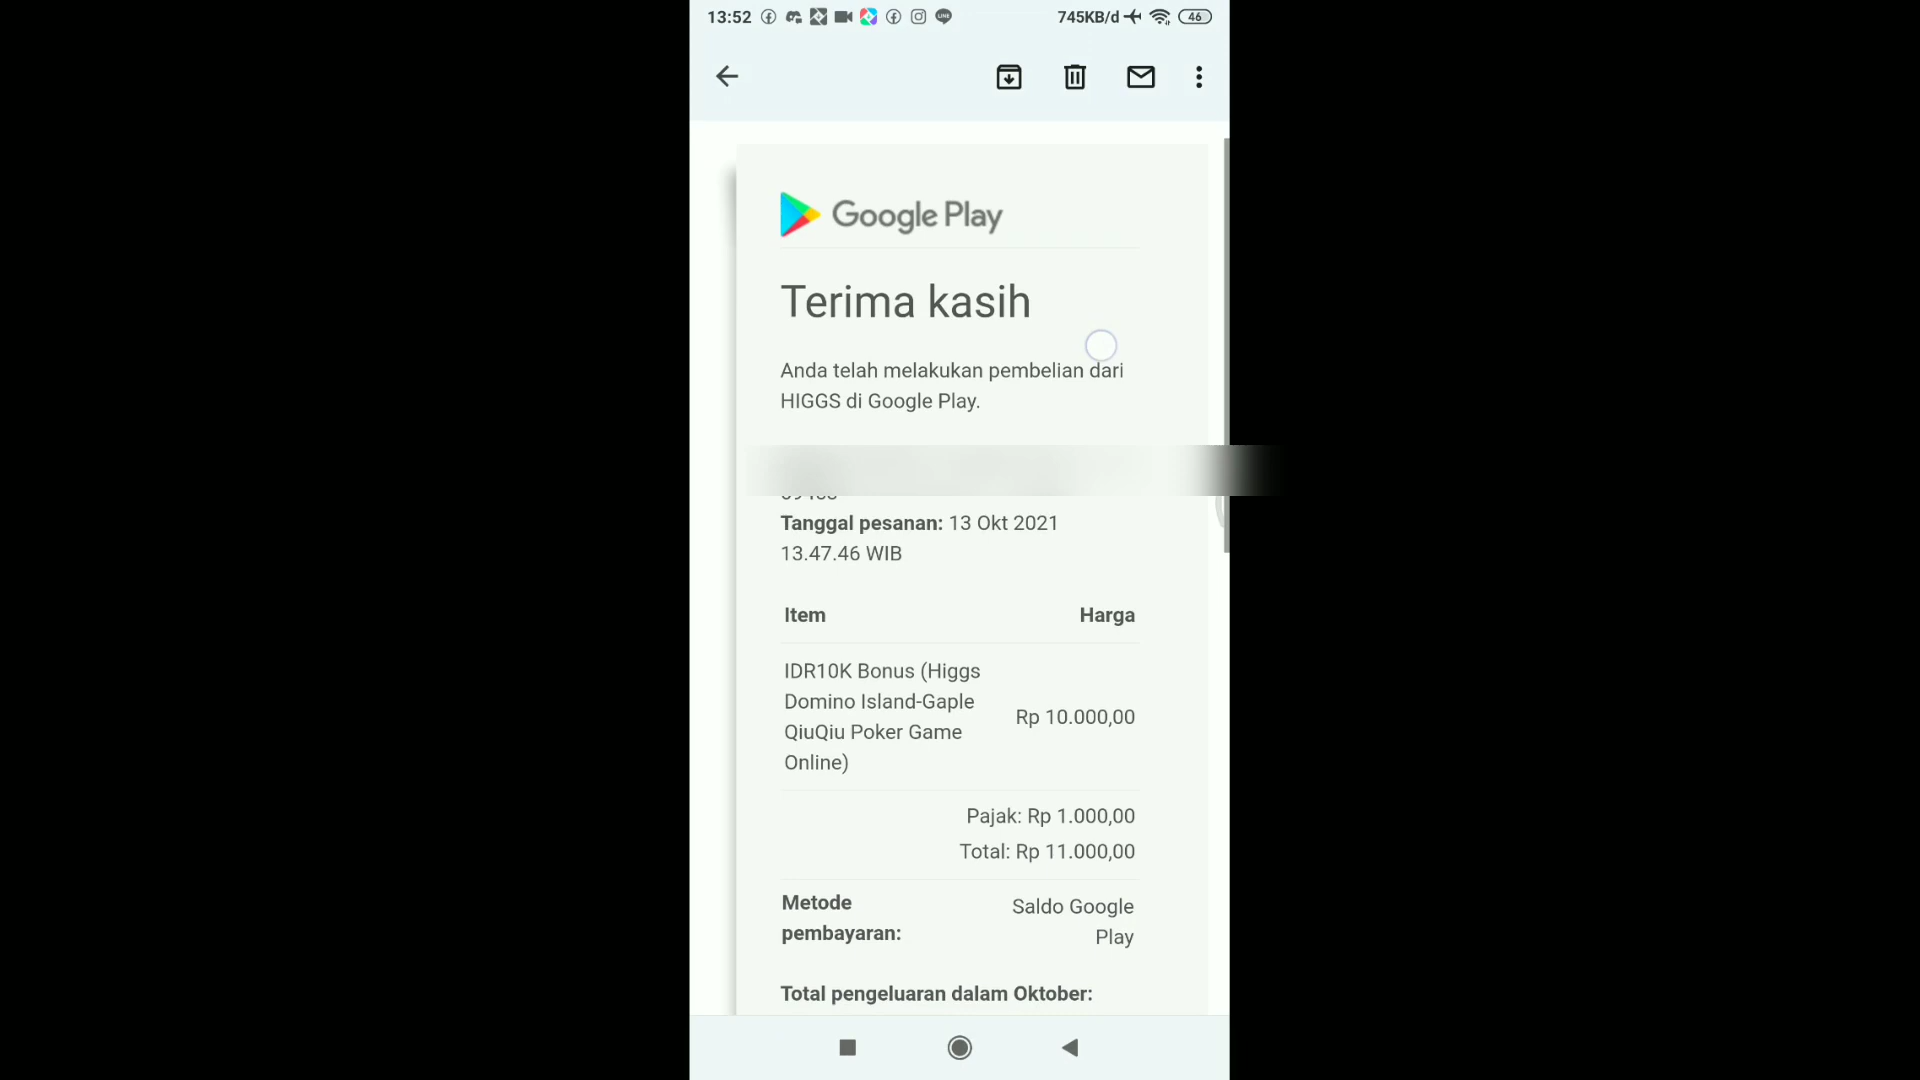 13:52 745KB/d 46
Google Play
Terima kasih
Anda telah melakukan pembelian dari
HIGGS di Google Play.
Tanggal pesanan: 13 Okt 2021
13.47.46 WIB
Item Harga
IDR10K Bonus (Higgs
Domino Island-Gaple
QiuQiu Poker Game
Online)
Rp 10.000,00
Pajak: Rp 1.000,00
Total: Rp 11.000,00
Metode
pembayaran:
Saldo Google
Play
Total pengeluaran dalam Oktober: